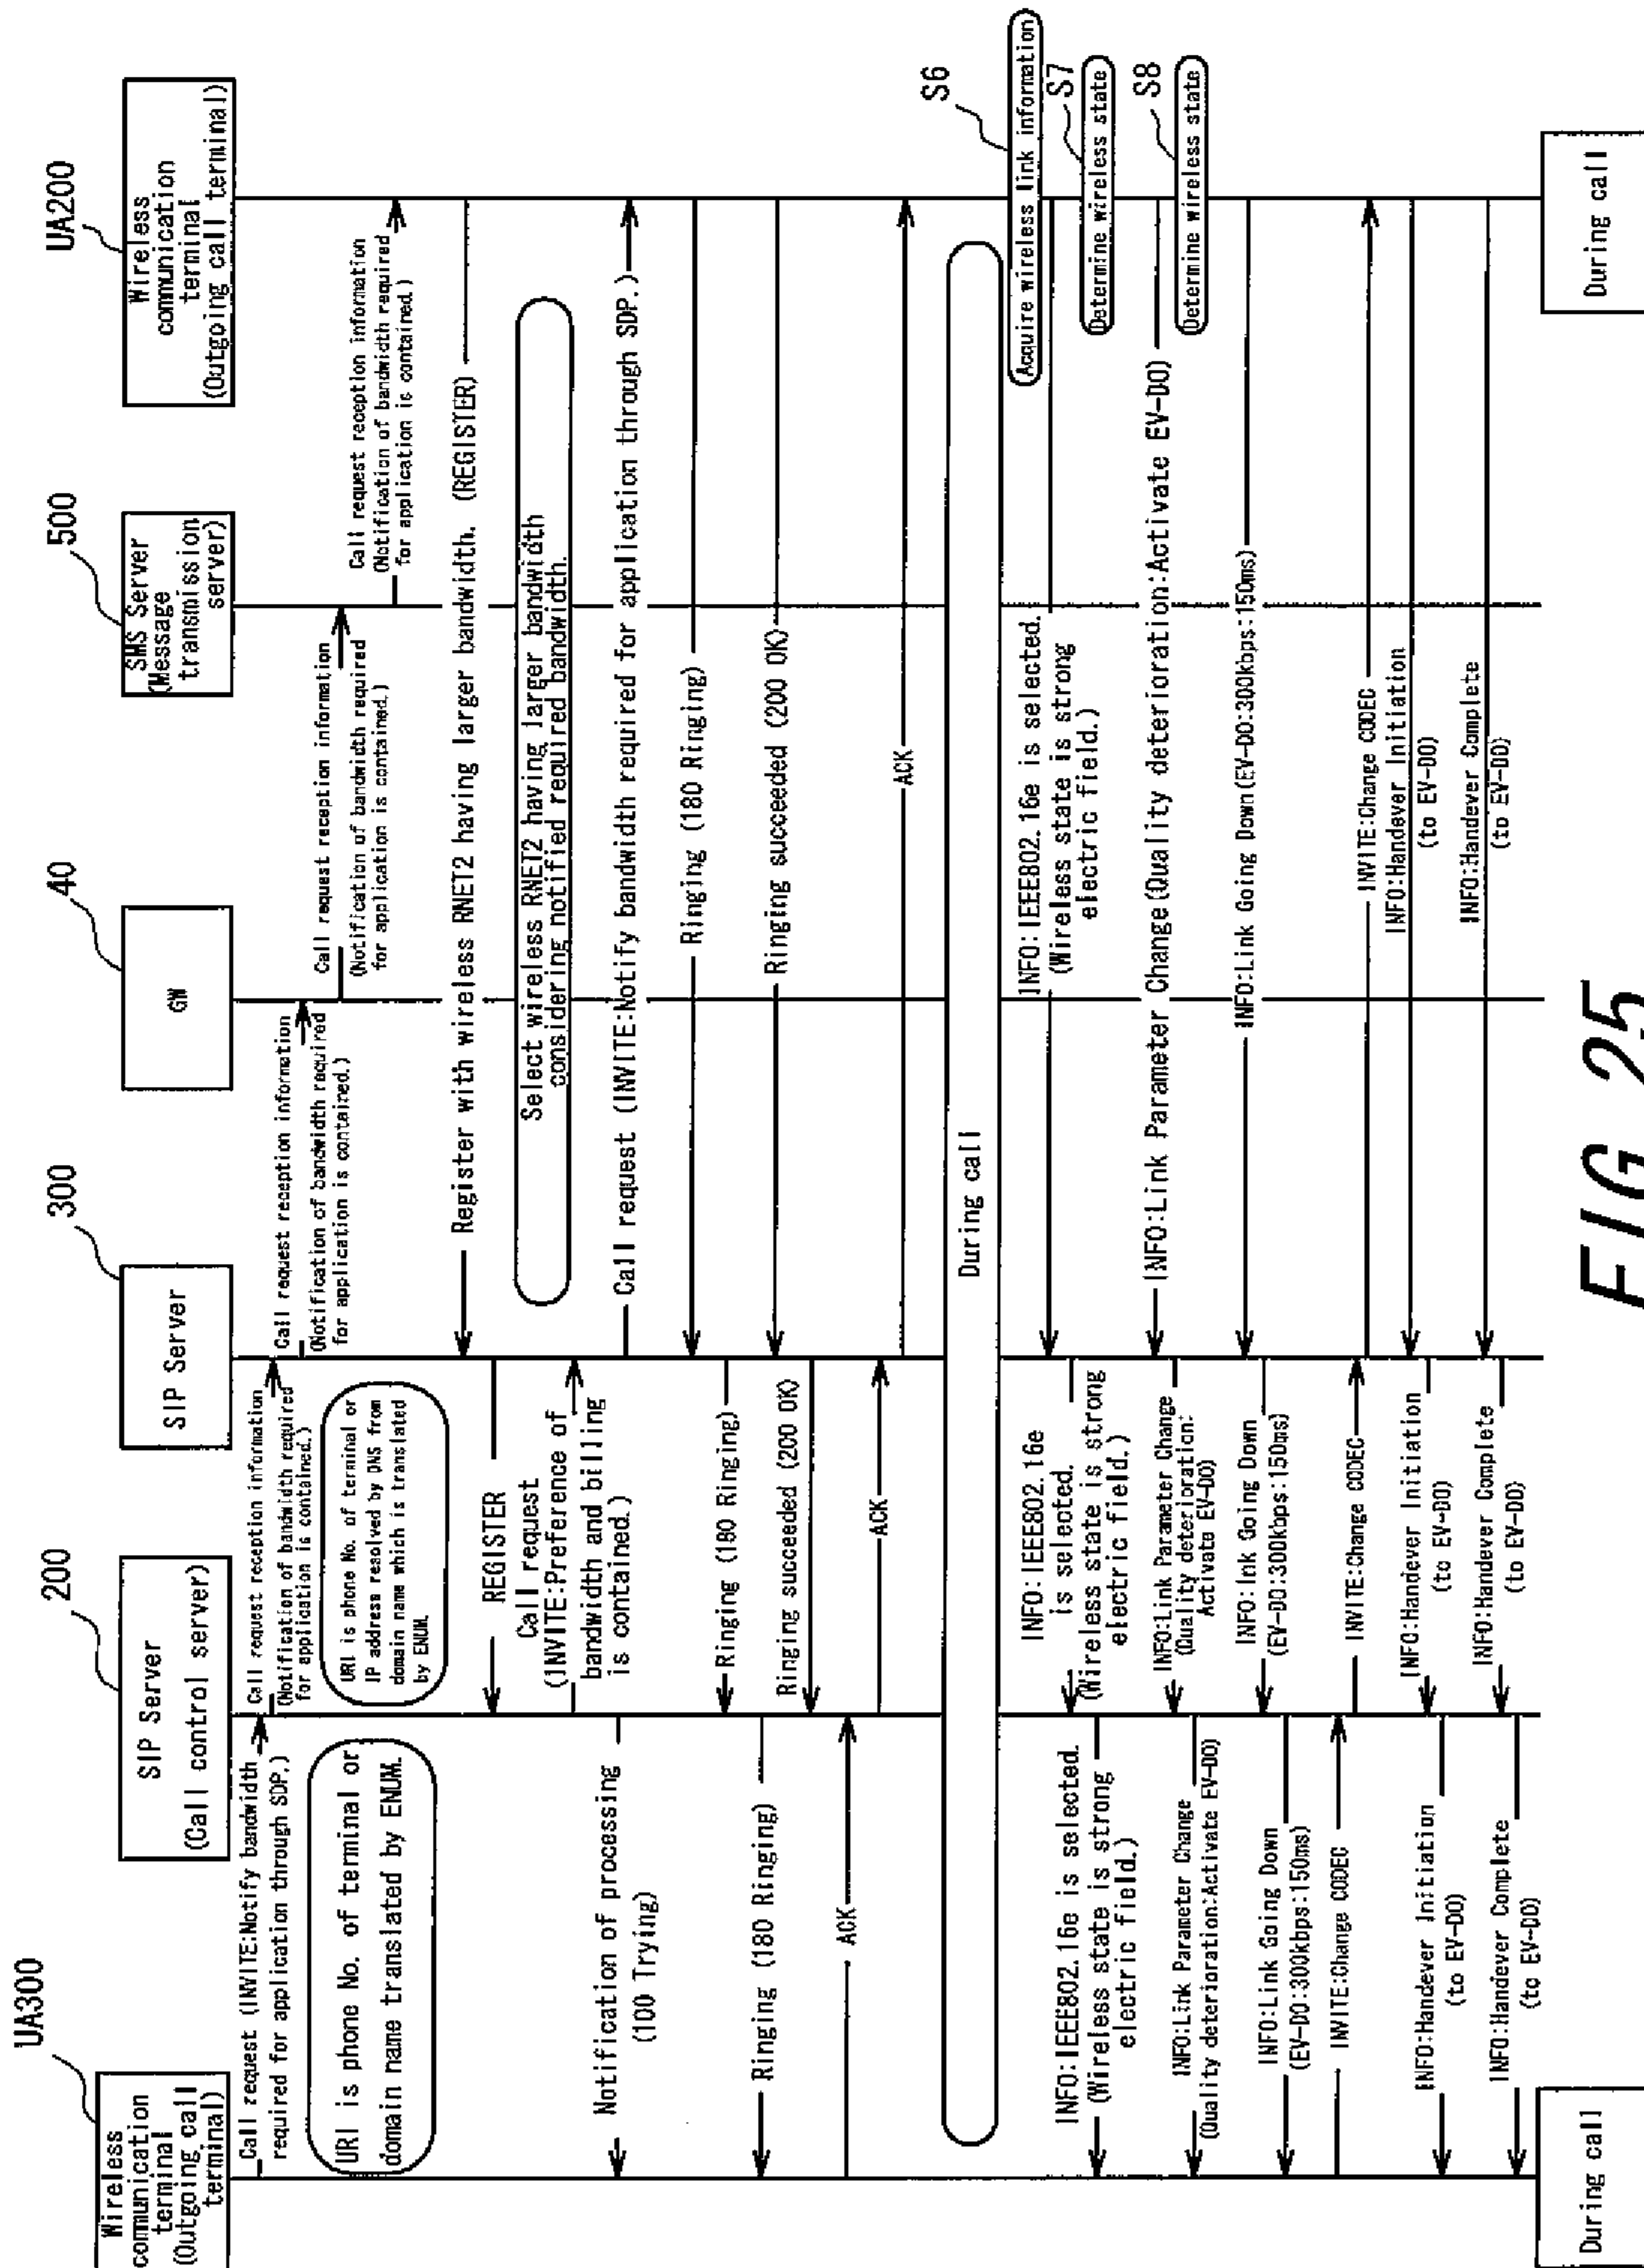 UA300
Wireless
communication
terminal
(Outgoing call
terminal)
200
SIP Server
(Call control server)
300
SIP Server
40
GW
500
SMS Server
(Message
transmission
server)
UA200
Wireless
communication
terminal
(Outgoing call terminal)
Call request (INVITE:Notify bandwidth
required for application through SDP.)
Call request reception information
(Notification of bandwidth required
for application is contained.)
Call request reception information
(Notification of bandwidth required
for application is contained.)
Call request reception information
(Notification of bandwidth required
for application is contained.)
Call request reception information
(Notification of bandwidth required
for application is contained.)
URI is phone No. of terminal or
domain name translated by ENUM.
URI is phone No. of terminal or
IP address resolved by DNS from
domain name which is translated
by ENUM.
Register with wireless RNET2 having larger bandwidth. (REGISTER)
REGISTER
Select wireless RNET2 having larger bandwidth
considering notified required bandwidth.
Call request
(INVITE:Preference of
bandwidth and billing
is contained.)
Notification of processing
(100 Trying)
Call request (INVITE:Notify bandwidth required for application through SDP.)
Ringing (180 Ringing)
Ringing (180 Ringing)
Ringing (180 Ringing)
Ringing succeeded (200 OK)
Ringing succeeded (200 OK)
ACK
ACK
ACK
During call
S6
Acquire wireless link information
INFO:IEEE802.16e is selected.
(Wireless state is strong
electric field.)
INFO:IEEE802.16e
is selected.
(Wireless state is strong
electric field.)
INFO:IEEE802.16e is selected.
(Wireless state is strong
electric field.)
S7
Determine wireless state
INFO:Link Parameter Change(Quality deterioration:Activate EV-DO)
INFO:Link Parameter Change
(Quality deterioration:
Activate EV-DO)
INFO:Link Parameter Change
(Quality deterioration:Activate EV-DO)
S8
Determine wireless state
INFO:Link Going Down(EV-DO:300kbps:150ms)
INFO:Ink Going Down
(EV-DO:300kbps:150ms)
INFO:Link Going Down
(EV-DO:300kbps:150ms)
INVITE:Change CODEC
INVITE:Change CODEC
INVITE:Change CODEC
INFO:Handever Initiation
(to EV-DO)
INFO:Handever Initiation
(to EV-DO)
INFO:Handever Initiation
(to EV-DO)
INFO:Handever Complete
(to EV-DO)
INFO:Handever Complete
(to EV-DO)
INFO:Handever Complete
(to EV-DO)
During call
During call
FIG. 25